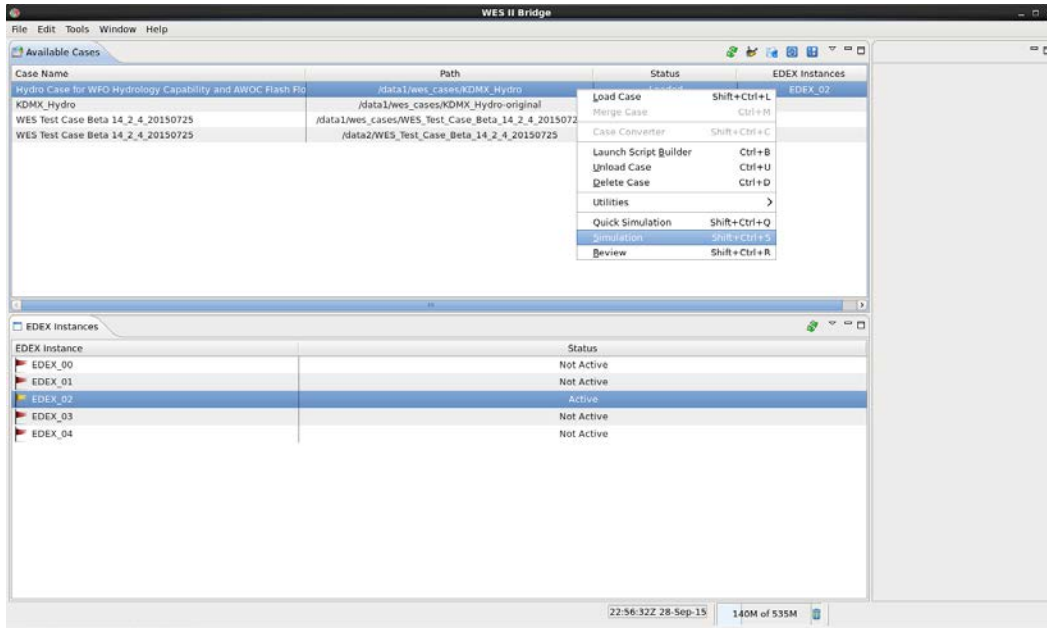 WES II Bridge
File Edit Tools Window Help
Available Cases
Case Name Path Status EDEX Instances
Hydro Case for WFO Hydrology Capability and AWOC Flash Flo /data1/wes_cases/KDMX_Hydro Loaded EDEX_02
KDMX_Hydro /data1/wes_cases/KDMX_Hydro-original
WES Test Case Beta 14_2_4_20150725 /data1/wes_cases/WES_Test_Case_Beta_14_2_4_2015072
WES Test Case Beta 14_2_4_20150725 /data2/WES_Test_Case_Beta_14_2_4_20150725
Load Case Shift+Ctrl+L
Merge Case Ctrl+M
Case Converter Shift+Ctrl+C
Launch Script Builder Ctrl+B
Unload Case Ctrl+U
Delete Case Ctrl+D
Utilities
Quick Simulation Shift+Ctrl+Q
Simulation Shift+Ctrl+S
Review Shift+Ctrl+R
EDEX Instances
EDEX Instance Status
EDEX_00 Not Active
EDEX_01 Not Active
EDEX_02 Active
EDEX_03 Not Active
EDEX_04 Not Active
22:56:32Z 28-Sep-15 140M of 535M